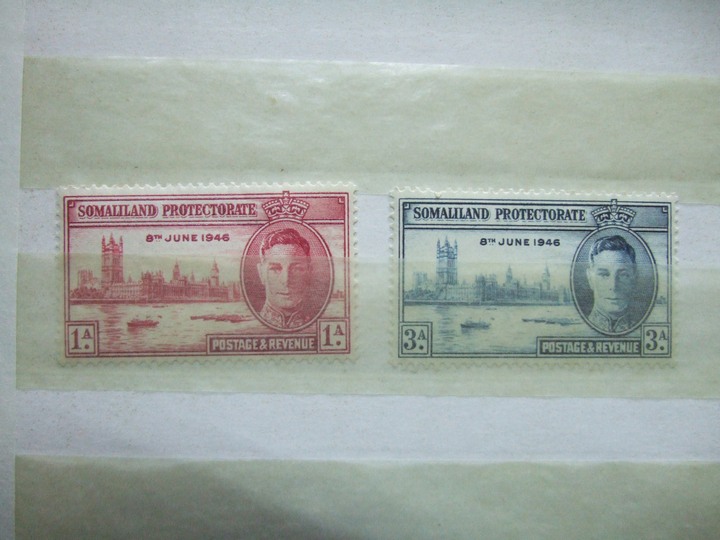 SOMALILAND PROTECTORATE
8TH JUNE 1946
1A. 1A.
POSTAGE & REVENUE
SOMALILAND PROTECTORATE
8TH JUNE 1946
3A. 3A.
POSTAGE & REVENUE